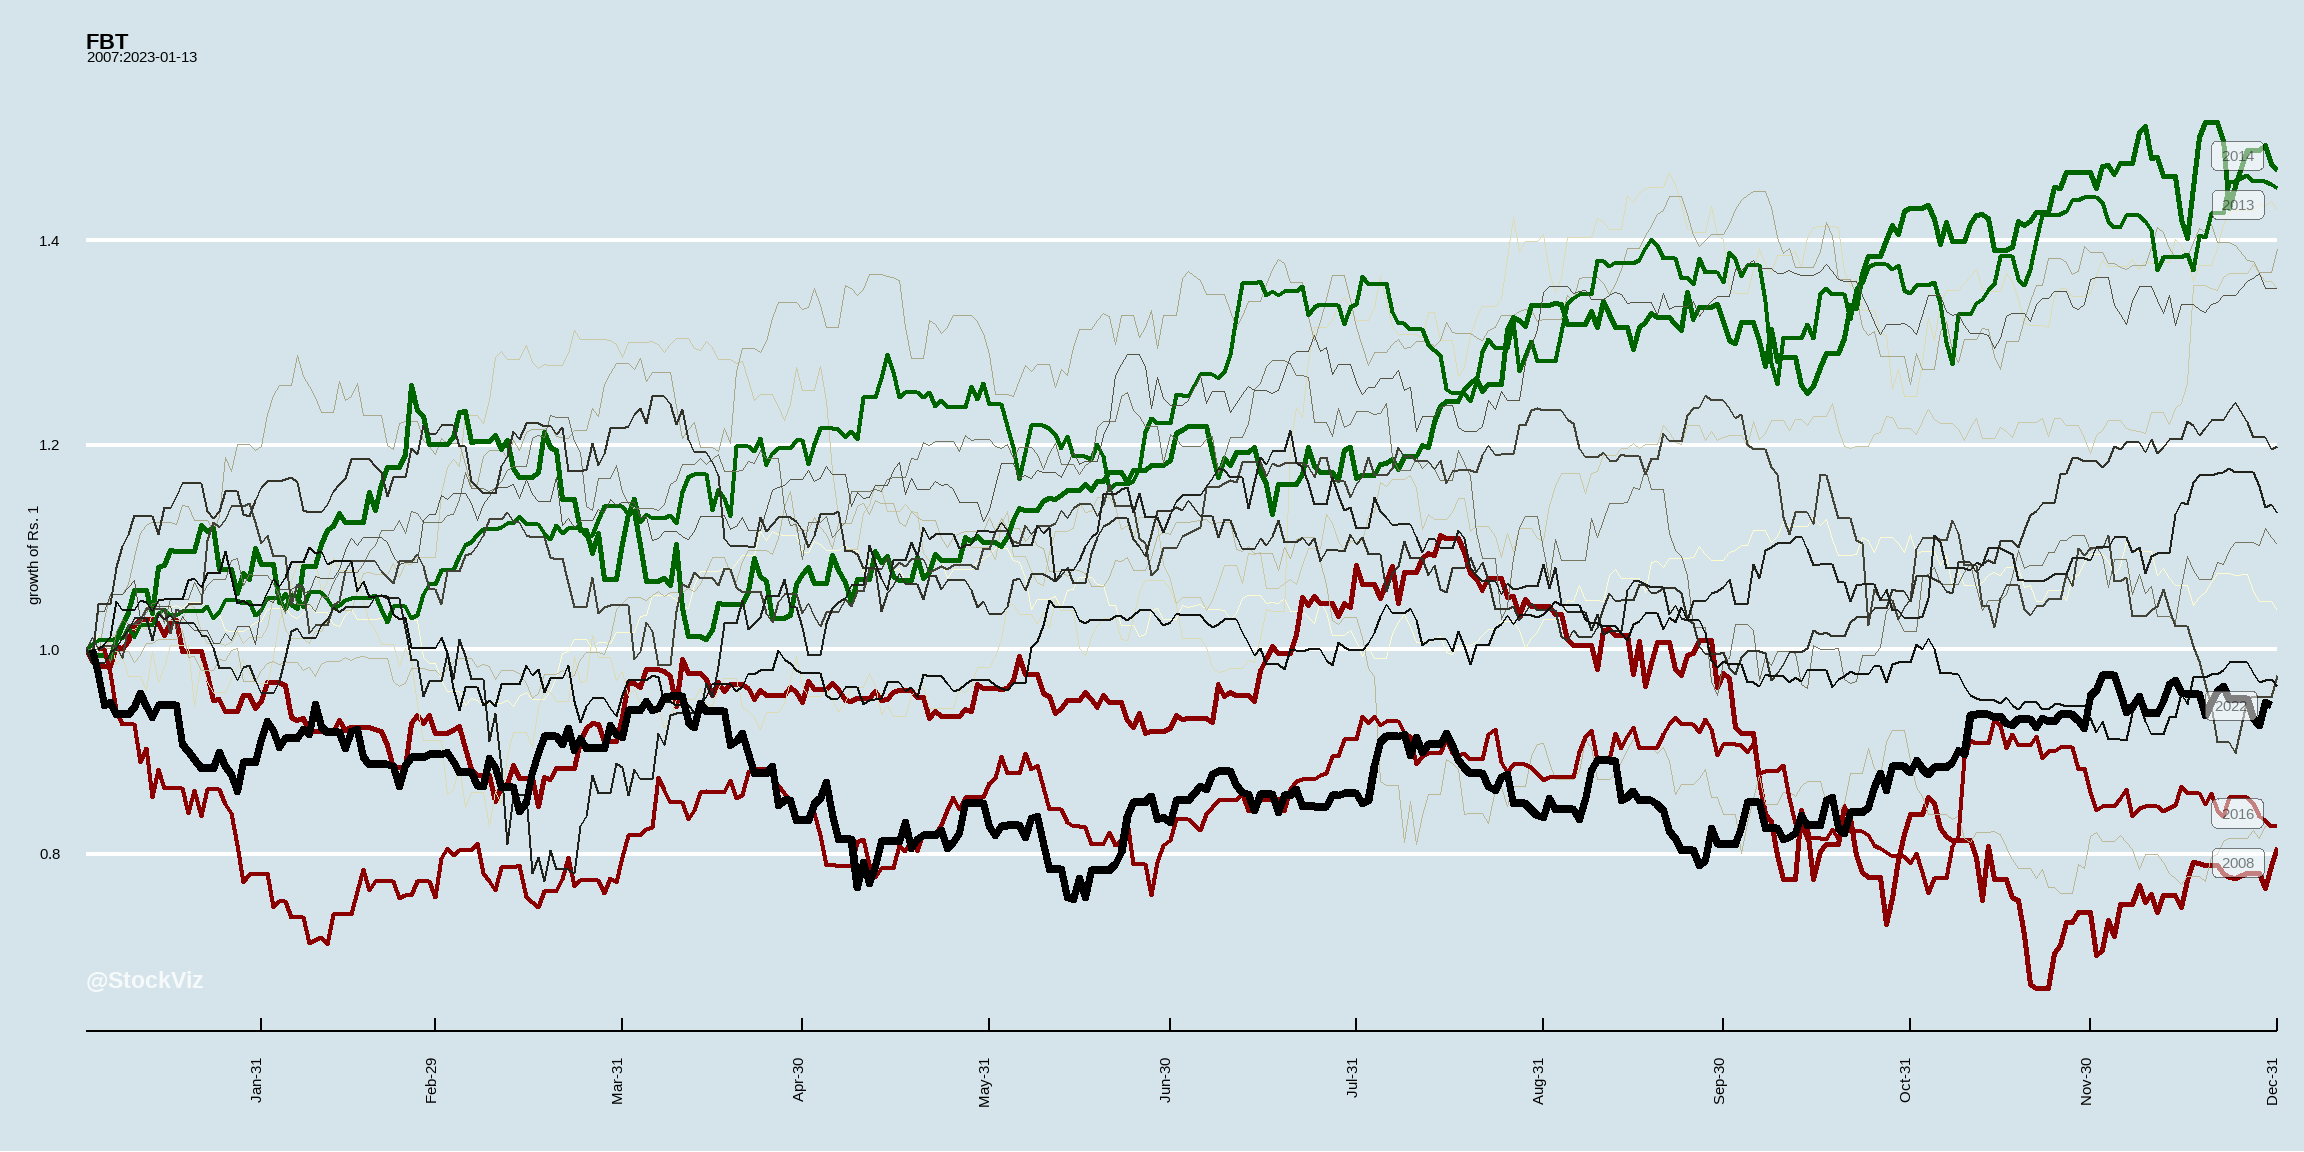 FBT
2007:2023-01-13
2014
2013
1.4
1.2
growth of Rs. 1
1.0
2022
2016
0.8
2008
@StockViz
Jan-31
Feb-29
Mar-31
Apr-30
May-31
Jun-30
Jul-31
Aug-31
Sep-30
Oct-31
Nov-30
Dec-31